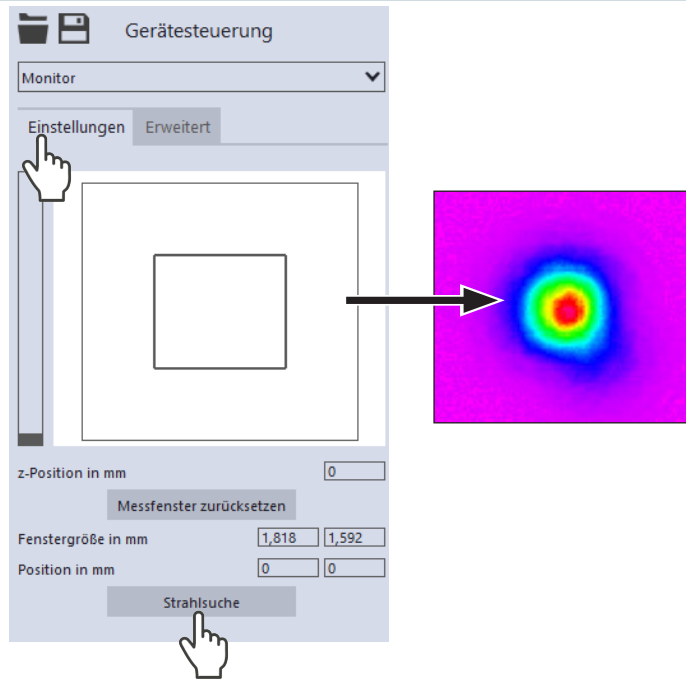 Gerätesteuerung
Monitor
Einstellungen Erweitert
z-Position in mm 0
Messfenster zurücksetzen
Fenstergröße in mm 1,818 1,592
Position in mm 0 0
Strahlsuche